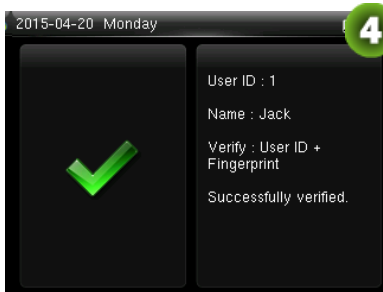 2015-04-20 Monday
4
User ID : 1
Name : Jack
Verify : User ID +
Fingerprint
Successfully verified.